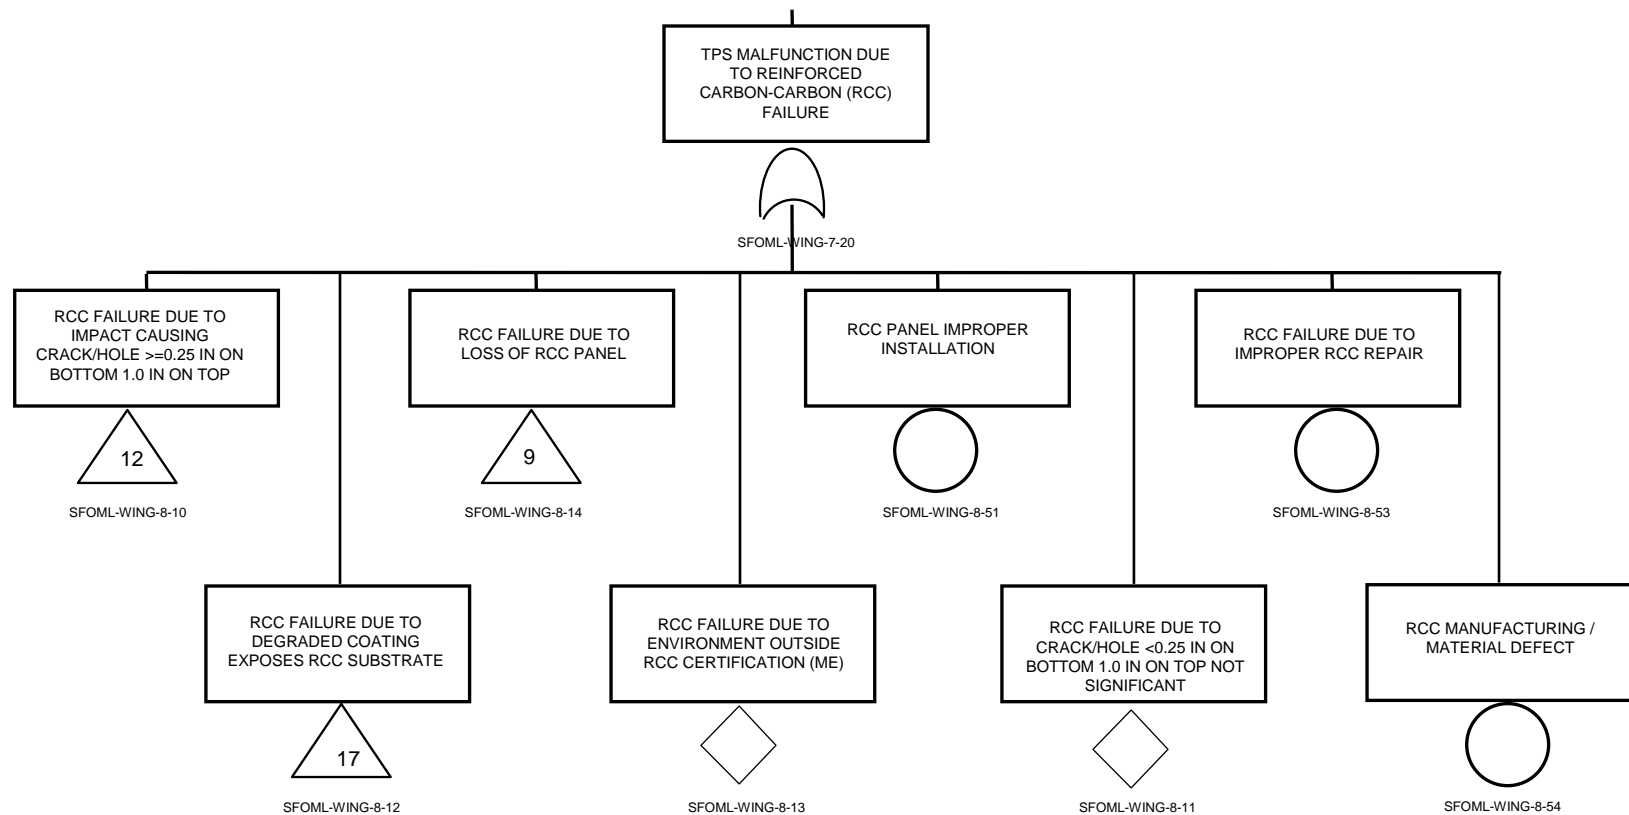 TPS MALFUNCTION DUE
TO REINFORCED
CARBON-CARBON (RCC)
FAILURE
SFOML-WING-7-20
RCC FAILURE DUE TO
IMPACT CAUSING
CRACK/HOLE >=0.25 IN ON
BOTTOM 1.0 IN ON TOP
12
SFOML-WING-8-10
RCC FAILURE DUE TO
LOSS OF RCC PANEL
9
SFOML-WING-8-14
RCC PANEL IMPROPER
INSTALLATION
SFOML-WING-8-51
RCC FAILURE DUE TO
IMPROPER RCC REPAIR
SFOML-WING-8-53
RCC FAILURE DUE TO
DEGRADED COATING
EXPOSES RCC SUBSTRATE
17
SFOML-WING-8-12
RCC FAILURE DUE TO
ENVIRONMENT OUTSIDE
RCC CERTIFICATION (ME)
SFOML-WING-8-13
RCC FAILURE DUE TO
CRACK/HOLE <0.25 IN ON
BOTTOM 1.0 IN ON TOP NOT
SIGNIFICANT
SFOML-WING-8-11
RCC MANUFACTURING /
MATERIAL DEFECT
SFOML-WING-8-54